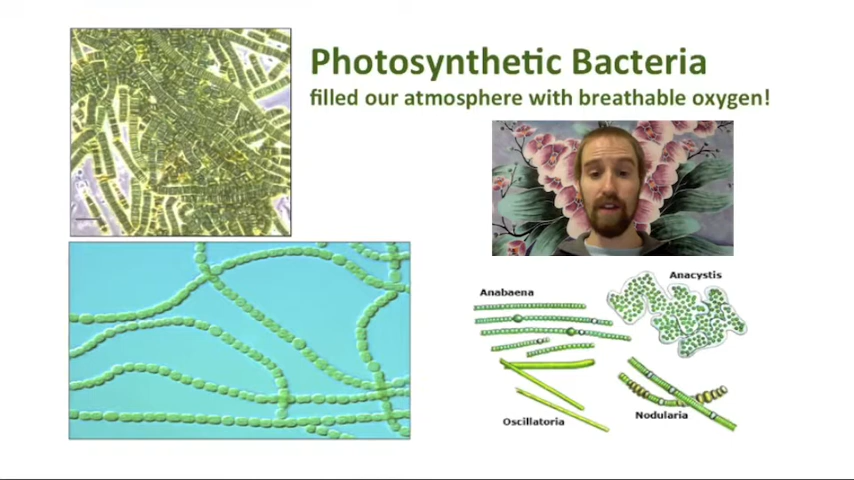 Photosynthetic Bacteria
filled our atmosphere with breathable oxygen!
Anacystis
Anabaena
Nodularia
Oscillatoria